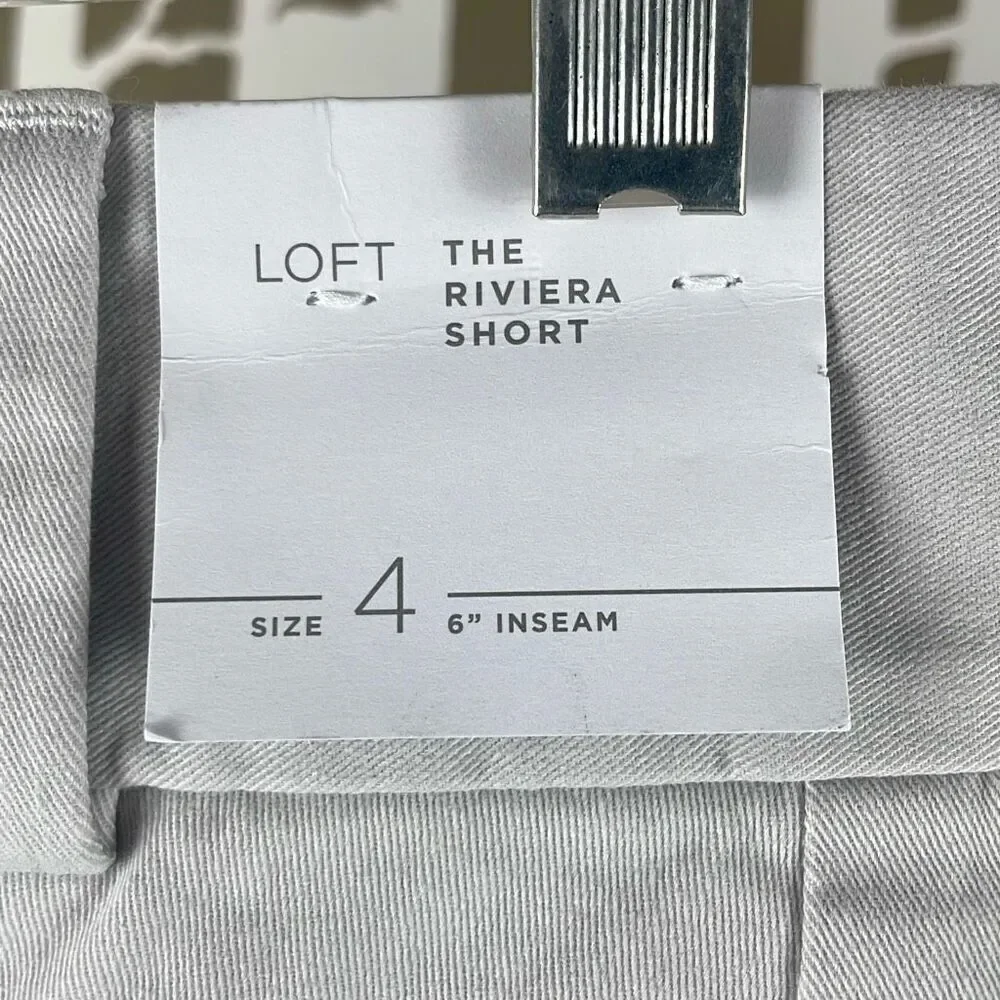 LOFT
THE
RIVIERA
SHORT
SIZE 4 6” INSEAM